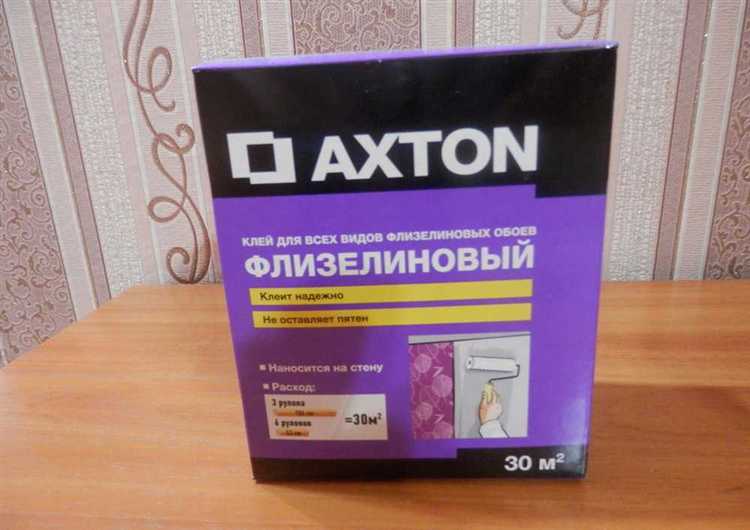 AXTON
КЛЕЙ ДЛЯ ВСЕХ ВИДОВ ФЛИЗЕЛИНОВЫХ ОБОЕВ
ФЛИЗЕЛИНОВЫЙ
Клеит надежно
Не оставляет пятен
Наносится на стену
Расход:
3 рулона
=30м²
6 рулонов
30 м²